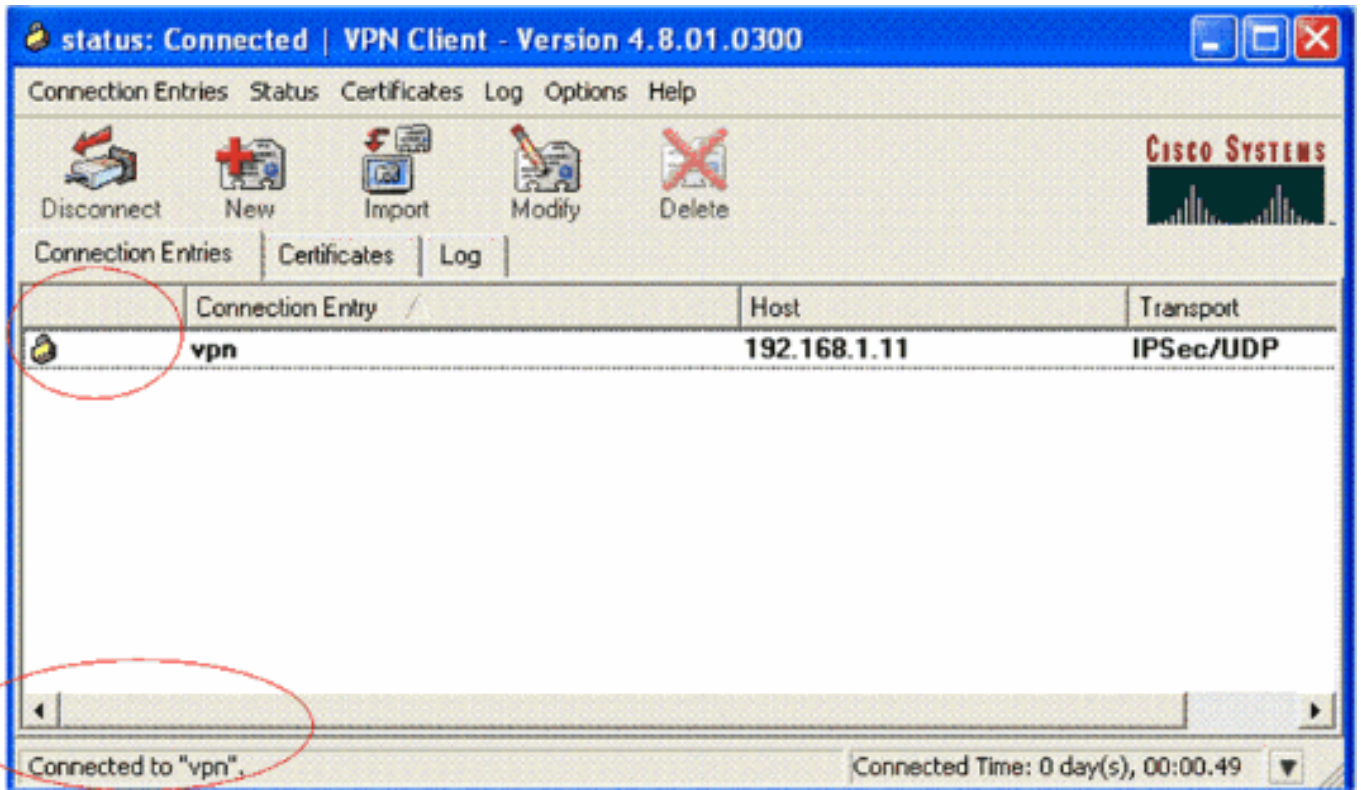 status: Connected | VPN Client - Version 4.8.01.0300
Connection Entries Status Certificates Log Options Help
CISCO SYSTEMS
Disconnect New Import Modify Delete
Connection Entries Certificates Log
Connection Entry Host Transport
vpn 192.168.1.11 IPSec/UDP
Connected to "vpn". Connected Time: 0 day(s), 00:00.49